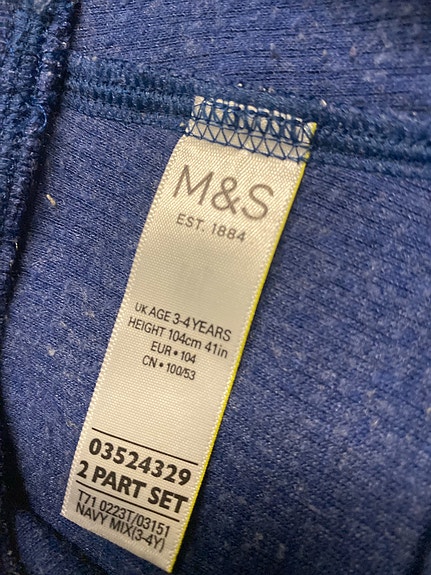 M&S
EST. 1884
UK AGE 3-4 YEARS
HEIGHT 104cm 41in
EUR • 104
CN • 100/53
03524329
2 PART SET
T71 0223T/03151
NAVY MIX(3-4Y)